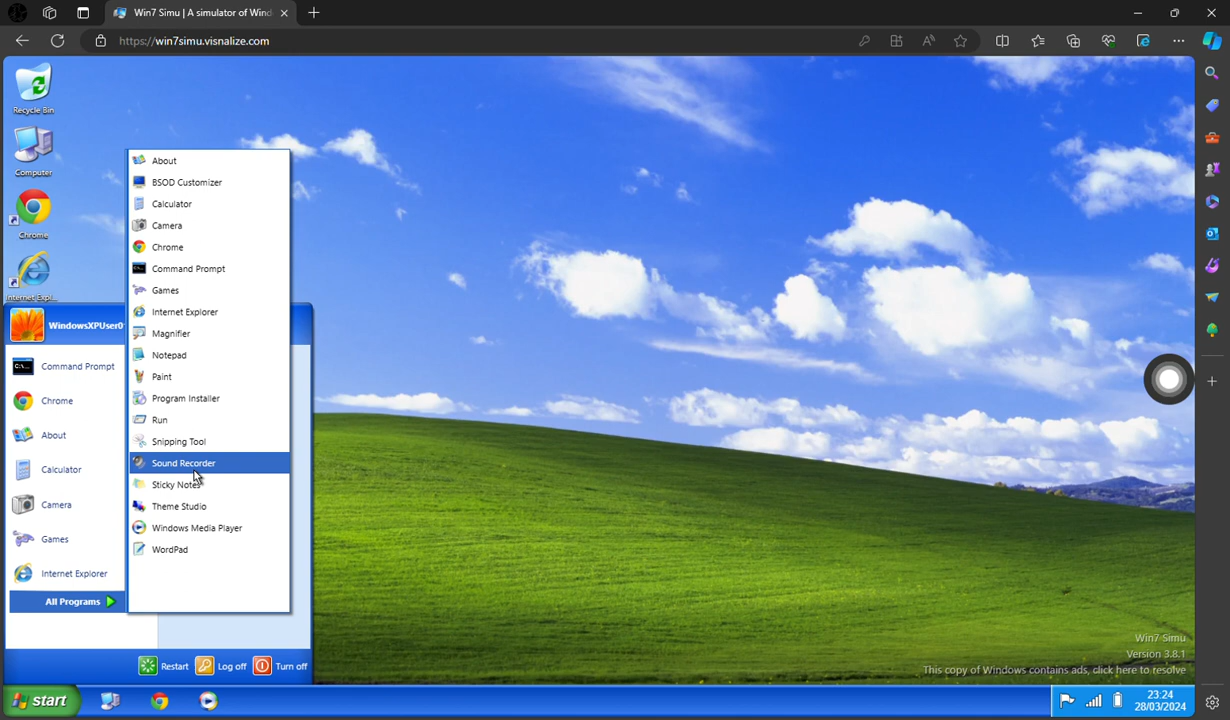 Win7 Simu | A simulator of Wind
https://win7simu.visnalize.com
Recycle Bin
Computer
Chrome
Internet Expl...
WindowsXPUser0
Command Prompt
Chrome
About
Calculator
Camera
Games
Internet Explorer
All Programs
About
BSOD Customizer
Calculator
Camera
Chrome
Command Prompt
Games
Internet Explorer
Magnifier
Notepad
Paint
Program Installer
Run
Snipping Tool
Sound Recorder
Sticky Notes
Theme Studio
Windows Media Player
WordPad
Restart
Log off
Turn off
Win7 Simu
Version 3.8.1
This copy of Windows contains ads, click here to resolve
start
23:24
28/03/2024